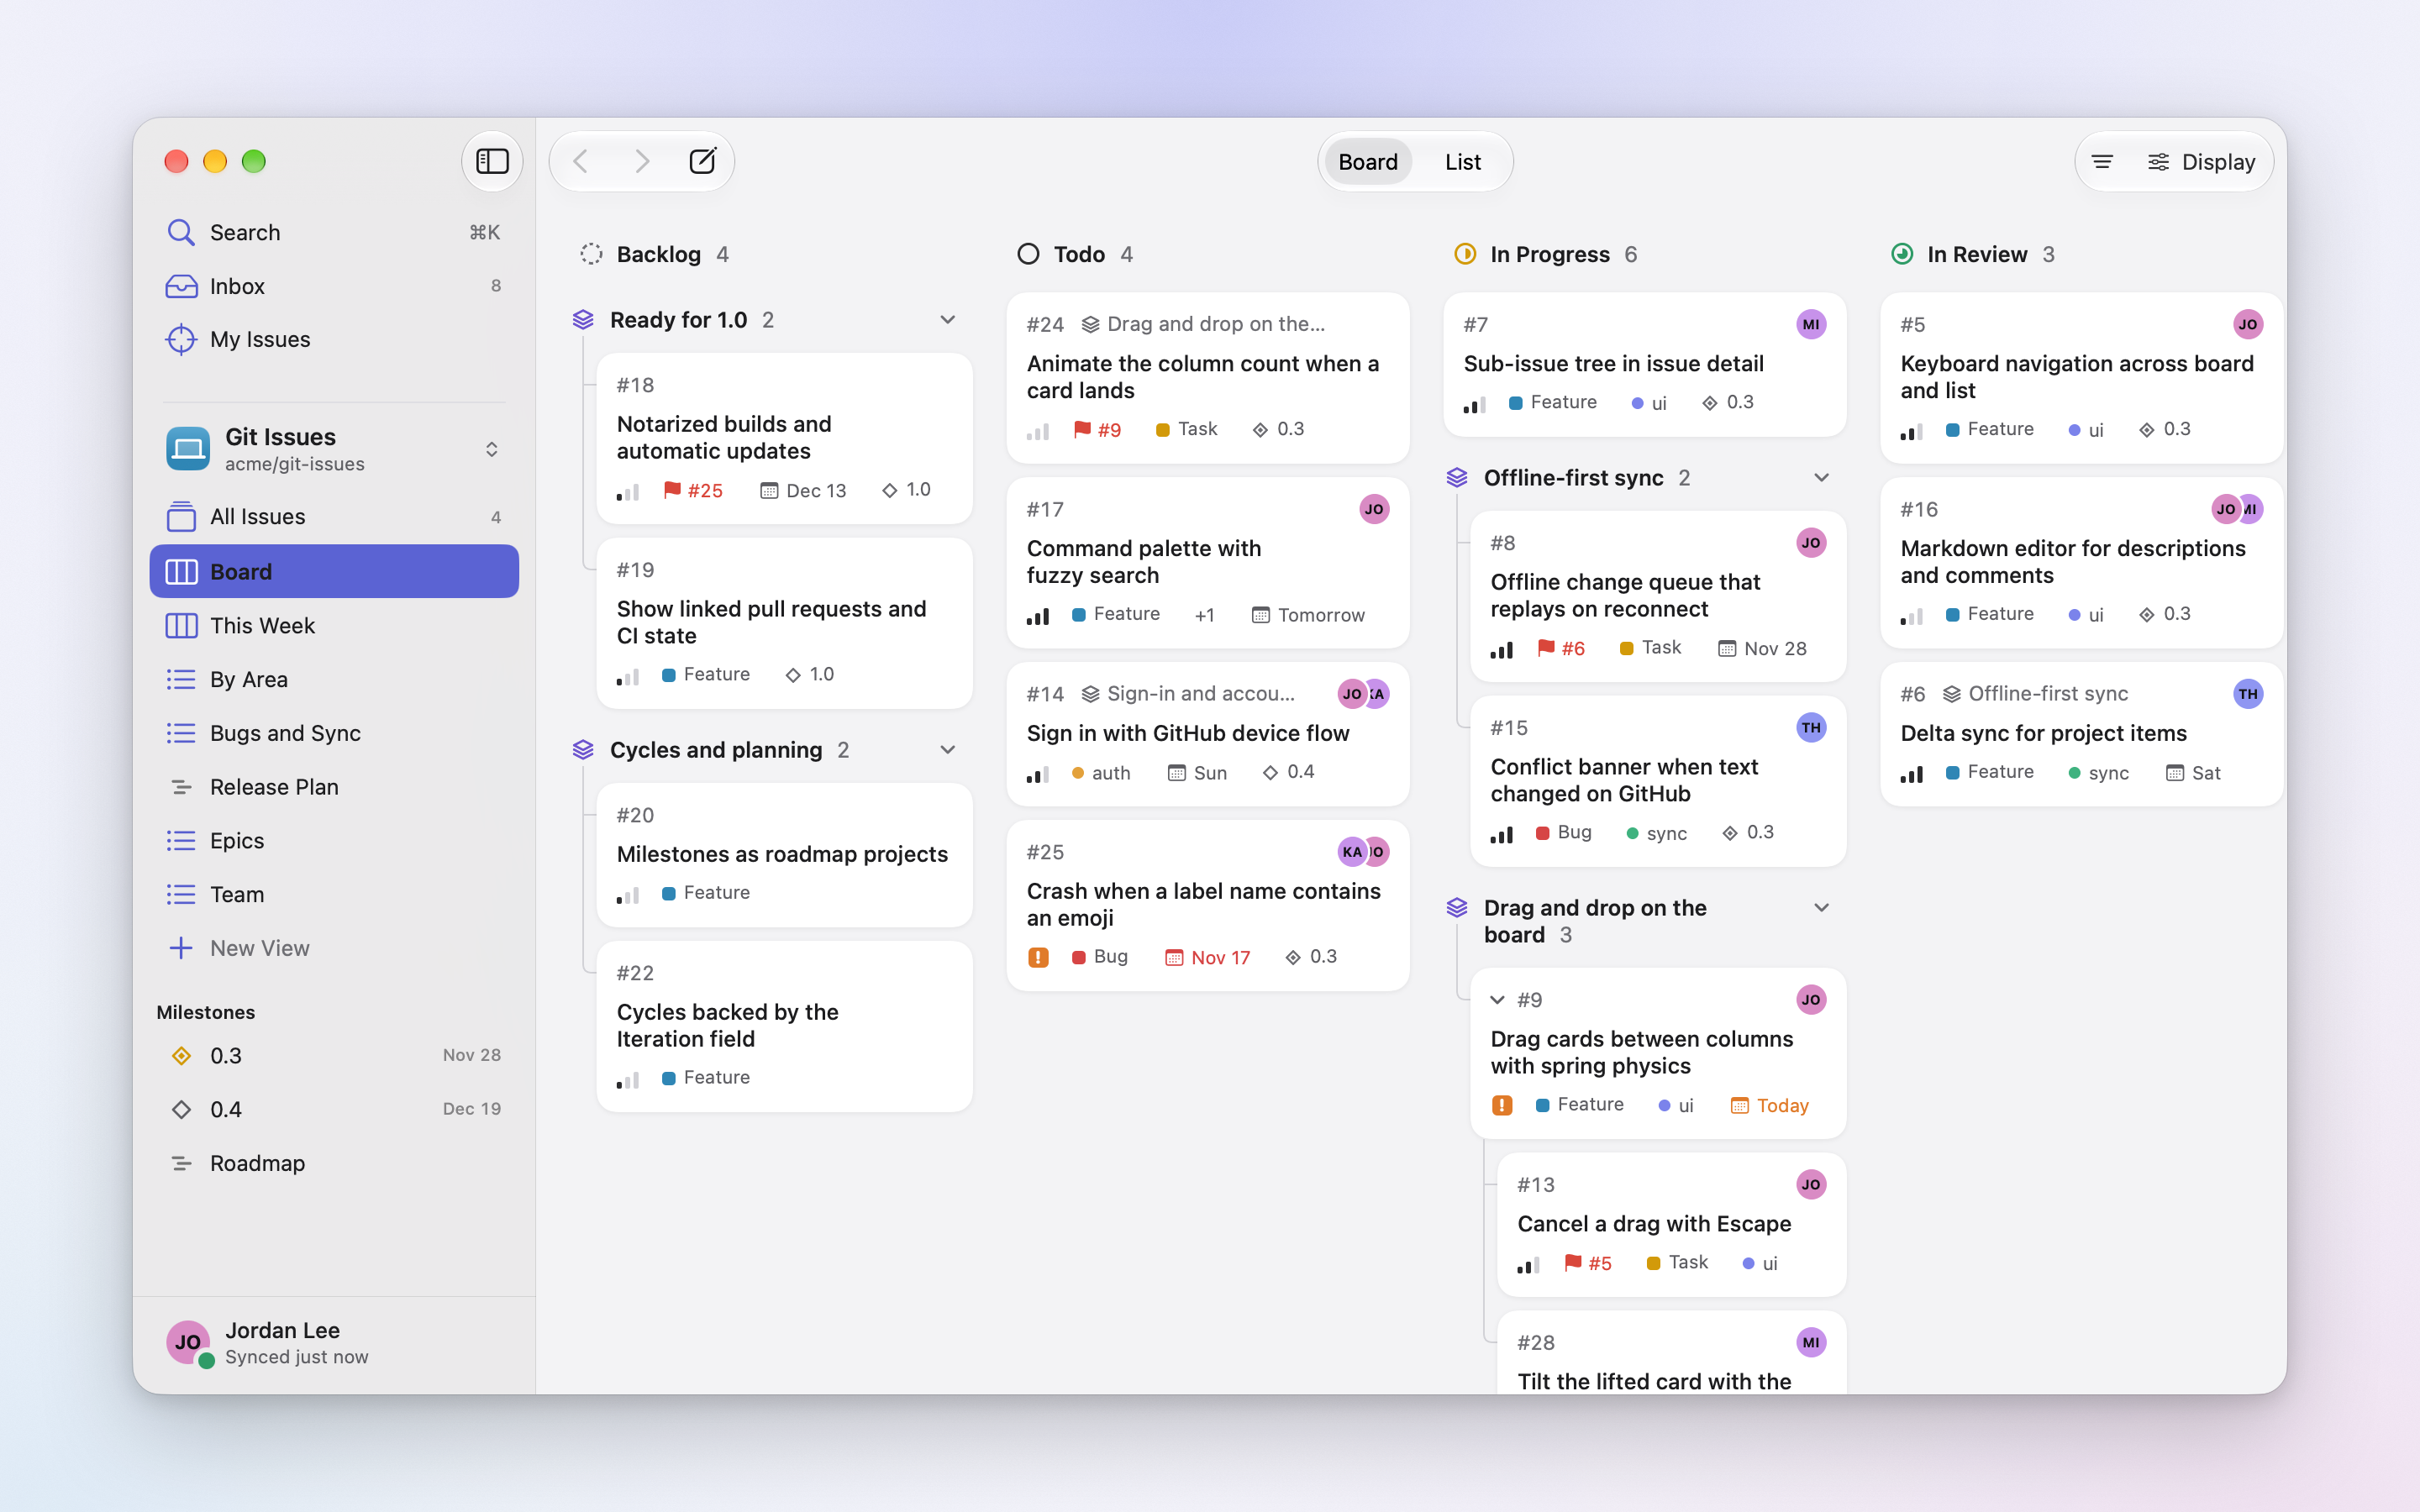 Search ⌘K
Inbox 8
My Issues
Git Issues
acme/git-issues
All Issues 4
Board
This Week
By Area
Bugs and Sync
Release Plan
Epics
Team
New View
Milestones
0.3 Nov 28
0.4 Dec 19
Roadmap
JO
Jordan Lee
Synced just now
Board List
Display
Backlog 4
Ready for 1.0 2
#18
Notarized builds and
automatic updates
#25 Dec 13 1.0
#19
Show linked pull requests and
CI state
Feature 1.0
Cycles and planning 2
#20
Milestones as roadmap projects
Feature
#22
Cycles backed by the
Iteration field
Feature
Todo 4
#24 Drag and drop on the...
Animate the column count when a
card lands
#9 Task 0.3
#17 JO
Command palette with
fuzzy search
Feature +1 Tomorrow
#14 Sign-in and accou... JO KA
Sign in with GitHub device flow
auth Sun 0.4
#25 KA JO
Crash when a label name contains
an emoji
! Bug Nov 17 0.3
In Progress 6
#7 MI
Sub-issue tree in issue detail
Feature ui 0.3
Offline-first sync 2
#8 JO
Offline change queue that
replays on reconnect
#6 Task Nov 28
#15 TH
Conflict banner when text
changed on GitHub
Bug sync 0.3
Drag and drop on the
board 3
#9 JO
Drag cards between columns
with spring physics
! Feature ui Today
#13 JO
Cancel a drag with Escape
#5 Task ui
#28 MI
Tilt the lifted card with the
In Review 3
#5 JO
Keyboard navigation across board
and list
Feature ui 0.3
#16 JO MI
Markdown editor for descriptions
and comments
Feature ui 0.3
#6 Offline-first sync TH
Delta sync for project items
Feature sync Sat